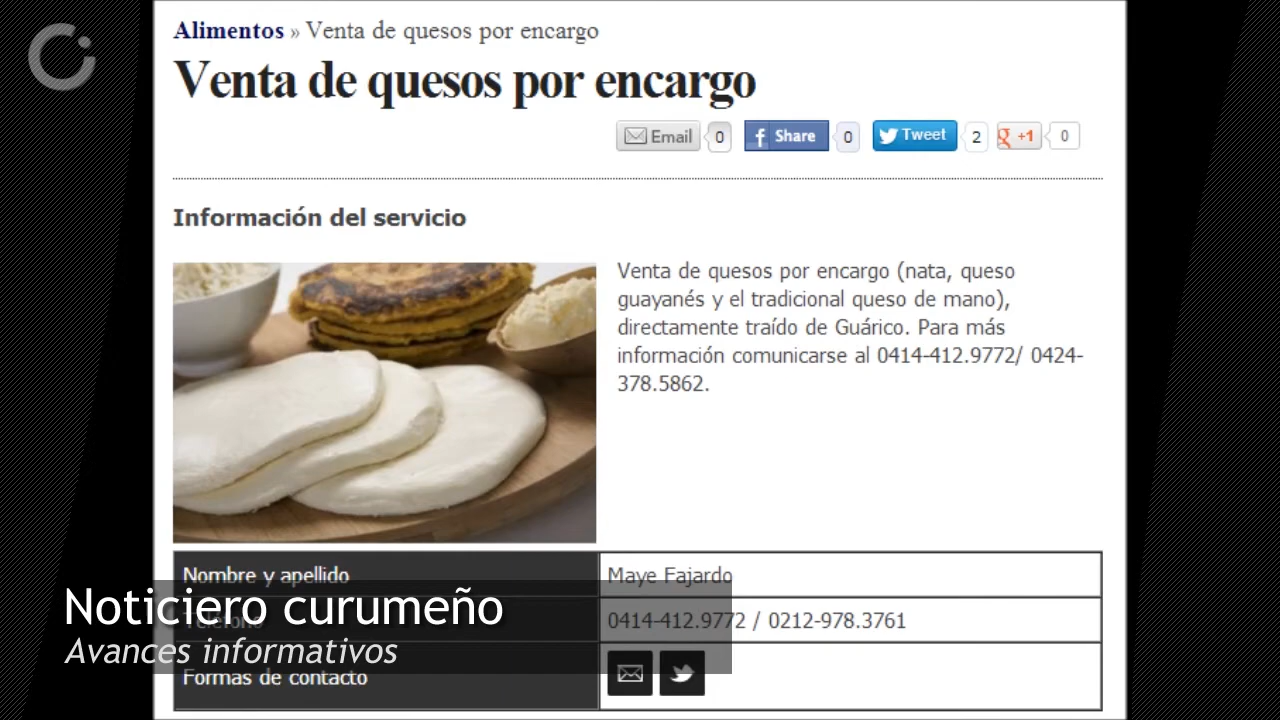 Alimentos » Venta de quesos por encargo
Venta de quesos por encargo
Email 0 Share 0 Tweet 2 +1 0
Información del servicio
Venta de quesos por encargo (nata, queso
guayanés y el tradicional queso de mano),
directamente traído de Guárico. Para más
información comunicarse al 0414-412.9772/ 0424-
378.5862.
Nombre y apellido Maye Fajardo
Teléfono 0414-412.9772 / 0212-978.3761
Noticiero curumeño
Avances informativos
Formas de contacto